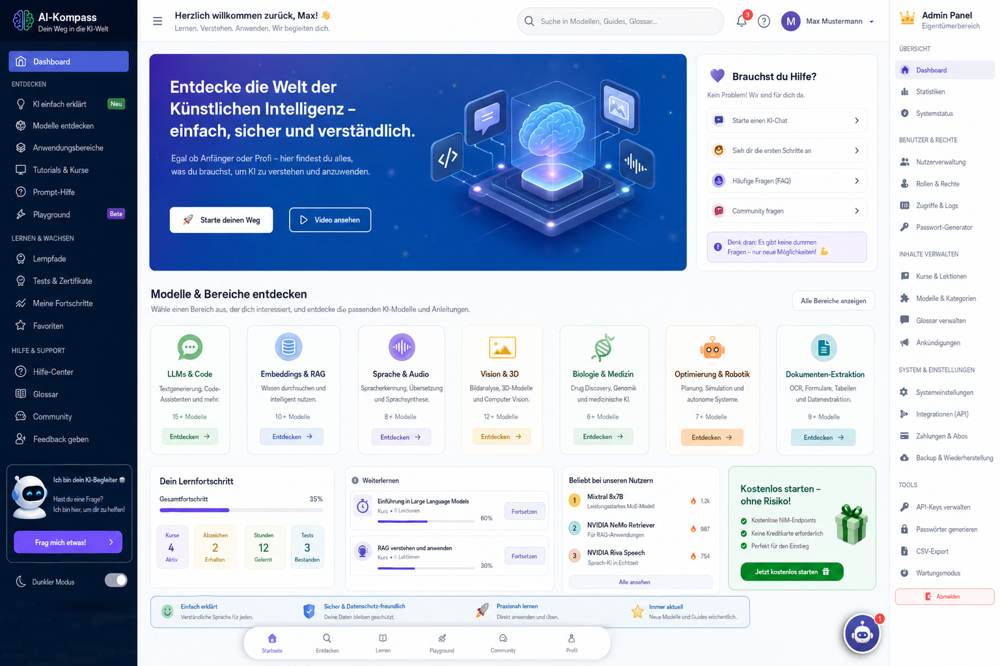 AI-Kompass
Dein Weg in die KI-Welt
Dashboard
ENTDECKEN
KI einfach erklärt
Neu
Modelle entdecken
Anwendungsbereiche
Tutorials & Kurse
Prompt-Hilfe
Playground
Bete
LERNEN & WACHSEN
Lernpfade
Tests & Zertifikate
Meine Fortschritte
Favoriten
HILFE & SUPPORT
Hilfe-Center
Glossar
Community
Feedback geben
Ich bin dein KI-Begleiter
Hast du eine Frage?
Ich bin hier, um dir zu helfen!
Frag mich etwas!
Dunkler Modus
Herzlich willkommen zurück, Max! 👋
Lernen. Verstehen. Anwenden. Wir begleiten dich.
Suche in Modellen, Guides, Glossar...
3
M
Max Mustermann
Entdecke die Welt der
Künstlichen Intelligenz –
einfach, sicher und verständlich.
Egal ob Anfänger oder Profi – hier findest du alles,
was du brauchst, um KI zu verstehen und anzuwenden.
Starte deinen Weg
Video ansehen
Brauchst du Hilfe?
Kein Problem! Wir sind für dich da.
Starte einen KI-Chat
Sieh dir die ersten Schritte an
Häufige Fragen (FAQ)
Community fragen
Denk dran: Es gibt keine dummen
Fragen – nur neue Möglichkeiten! 💪
Modelle & Bereiche entdecken
Wähle einen Bereich aus, der dich interessiert, und entdecke die passenden KI-Modelle und Anleitungen.
Alle Bereiche anzeigen
LLMs & Code
Textgenerierung, Code-
Assistenten und mehr.
15+ Modelle
Entdecken →
Embeddings & RAG
Wissen durchsuchen und
intelligent nutzen.
10+ Modelle
Entdecken →
Sprache & Audio
Spracherkennung, Übersetzung
und Sprachsynthese.
8+ Modelle
Entdecken →
Vision & 3D
Bildanalyse, 3D-Modelle
und Computer Vision.
12+ Modelle
Entdecken →
Biologie & Medizin
Drug Discovery, Genomik
und medizinische KI.
6+ Modelle
Entdecken →
Optimierung & Robotik
Planung, Simulation und
autonome Systeme.
7+ Modelle
Entdecken →
Dokumenten-Extraktion
OCR, Formulare, Tabellen
und Datenextraktion.
9+ Modelle
Entdecken →
Dein Lernfortschritt
Gesamtfortschritt
35%
Kurse
4
Aktiv
Abzeichen
2
Erhalten
Stunden
12
Gelernt
Tests
3
Bestanden
Weiterlernen
Einführung in Large Language Models
Kurs • 8 Lektionen
60%
Fortsetzen
RAG verstehen und anwenden
Kurs • 6 Lektionen
30%
Fortsetzen
Beliebt bei unseren Nutzern
1
Mixtral 8x7B
Leistungsstarkes MoE-Modell
1.2k
2
NVIDIA NeMo Retriever
Für RAG-Anwendungen
987
3
NVIDIA Riva Speech
Sprach-KI in Echtzeit
754
Alle ansehen
Kostenlos starten –
ohne Risiko!
Kostenlose NIM-Endpoints
Keine Kreditkarte erforderlich
Perfekt für den Einstieg
Jetzt kostenlos starten
Einfach erklärt
Verständliche Sprache für jeden.
Sicher & Datenschutz-freundlich
Deine Daten bleiben geschützt.
Praxisnah lernen
Direkt anwenden und üben.
Immer aktuell
Neue Modelle und Guides wöchentlich.
Startseite
Entdecken
Lernen
Playground
Community
Profil
1
Admin Panel
Eigentümerbereich
ÜBERSICHT
Dashboard
Statistiken
Systemstatus
BENUTZER & RECHTE
Nutzerverwaltung
Rollen & Rechte
Zugriffe & Logs
Passwort-Generator
INHALTE VERWALTEN
Kurse & Lektionen
Modelle & Kategorien
Glossar verwalten
Ankündigungen
SYSTEM & EINSTELLUNGEN
Systemeinstellungen
Integrationen (API)
Zahlungen & Abos
Backup & Wiederherstellung
TOOLS
API-Keys verwalten
Passwörter generieren
CSV-Export
Wartungsmodus
Abmelden